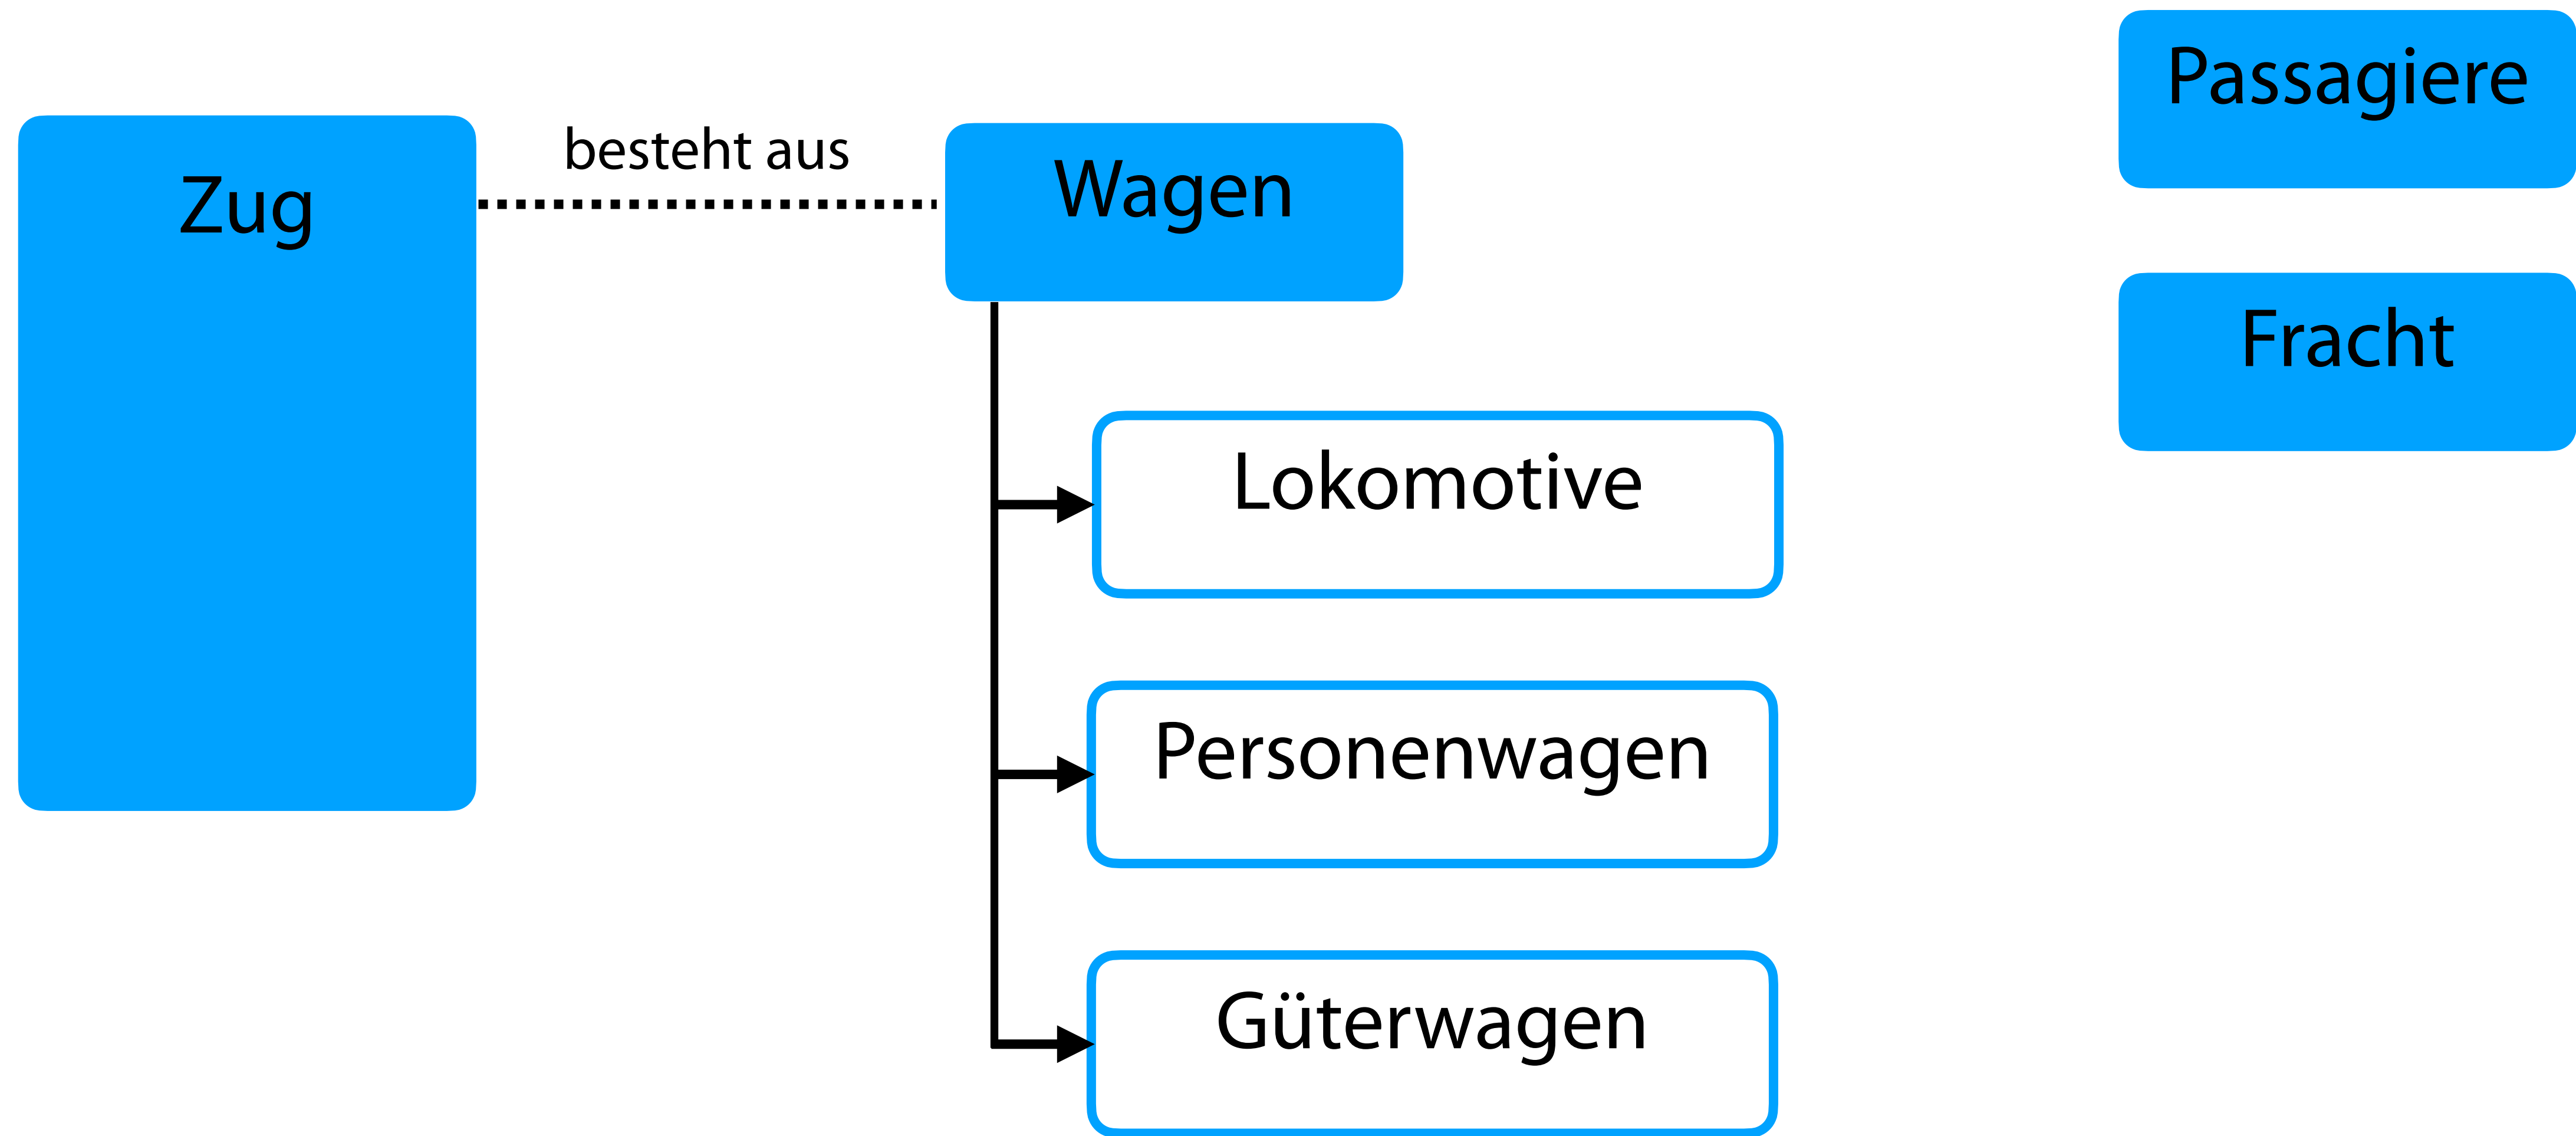 Passagiere
Zug
besteht aus
Wagen
Fracht
Lokomotive
Personenwagen
Güterwagen